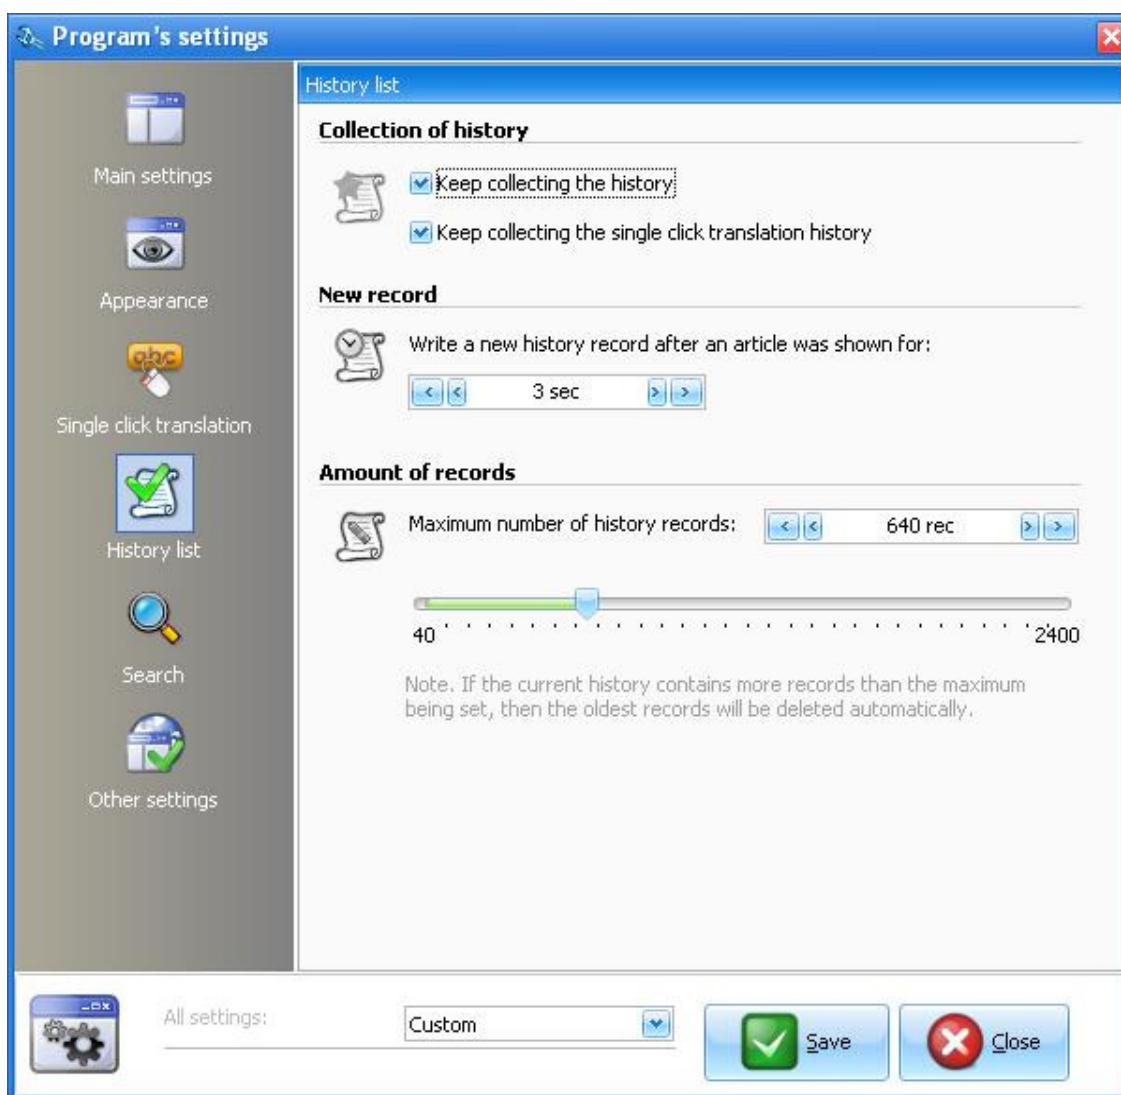 Program's settings
History list
Main settings
Appearance
abc
Single click translation
History list
Search
Other settings
Collection of history
Keep collecting the history
Keep collecting the single click translation history
New record
Write a new history record after an article was shown for:
3 sec
Amount of records
Maximum number of history records: 640 rec
40 2400
Note. If the current history contains more records than the maximum
being set, then the oldest records will be deleted automatically.
All settings: Custom Save Close